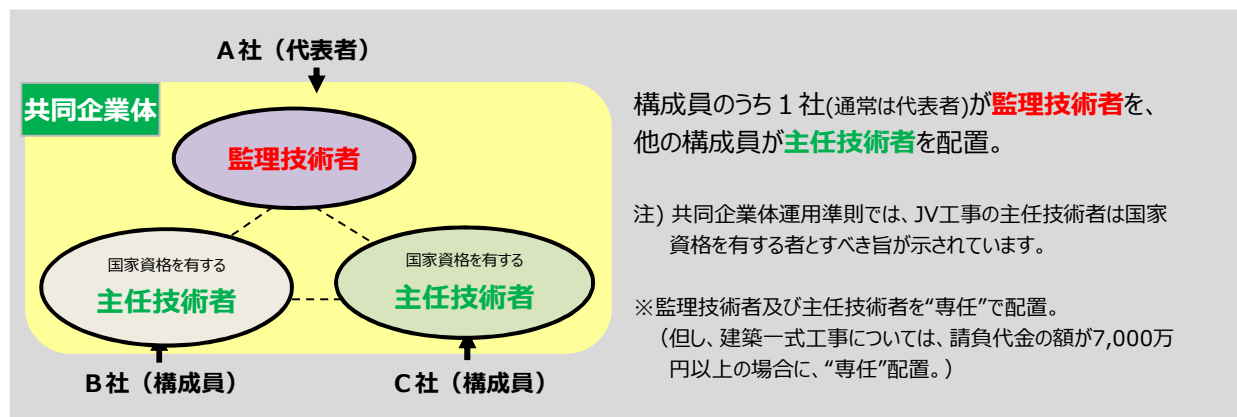 A社（代表者）
共同企業体
監理技術者
国家資格を有する
主任技術者
国家資格を有する
主任技術者
B社（構成員）
C社（構成員）
構成員のうち１社(通常は代表者)が監理技術者を、
他の構成員が主任技術者を配置。
注) 共同企業体運用準則では、JV工事の主任技術者は国家
資格を有する者とすべき旨が示されています。
※監理技術者及び主任技術者を“専任”で配置。
（但し、建築一式工事については、請負代金の額が7,000万
円以上の場合に、“専任”配置。）